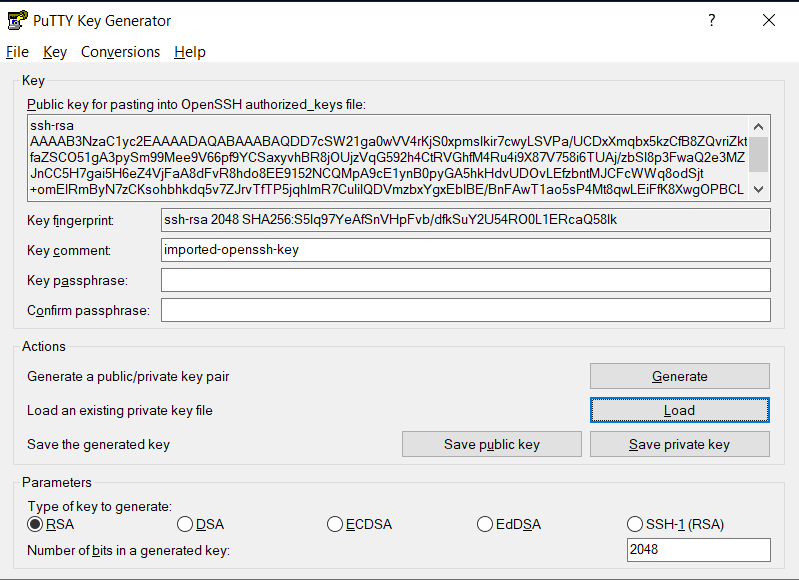 PuTTY Key Generator
?
File Key Conversions Help
Key
Public key for pasting into OpenSSH authorized_keys file:
ssh-rsa
AAAAB3NzaC1yc2EAAAADAQABAAABAQDD7cSW21ga0wVV4rKjS0xpmsIkir7cwyLSVPa/UCDxXmqbx5kzCfB8ZQvriZkt
faZSCO51gA3pySm99Mee9V66pf9YCSaxyvhBR8jOUjzVqG592h4CtRVGhfM4Ru4i9X87V758i6TUAj/zbSI8p3FwaQ2e3MZ
JnCC5H7gai5H6eZ4VjFaA8dFvR8hdo8EE9152NCQMpA9cE1ynB0pyGA5hkHdvUDOvLEfzbntMJCFcWWq8odSjt
+omEIRmByN7zCKsohbhkdq5v7ZJrvTfTP5jqhlmR7CuliIQDVmzbxYgxEbIBE/BnFAwT1ao5sP4Mt8qwLEiFfK8XwgOPBCL
Key fingerprint: ssh-rsa 2048 SHA256:S5lq97YeAfSnVHpFvb/dfkSuY2U54RO0L1ERcaQ58lk
Key comment: imported-openssh-key
Key passphrase:
Confirm passphrase:
Actions
Generate a public/private key pair Generate
Load an existing private key file Load
Save the generated key Save public key Save private key
Parameters
Type of key to generate:
RSA DSA ECDSA EdDSA SSH-1 (RSA)
Number of bits in a generated key: 2048